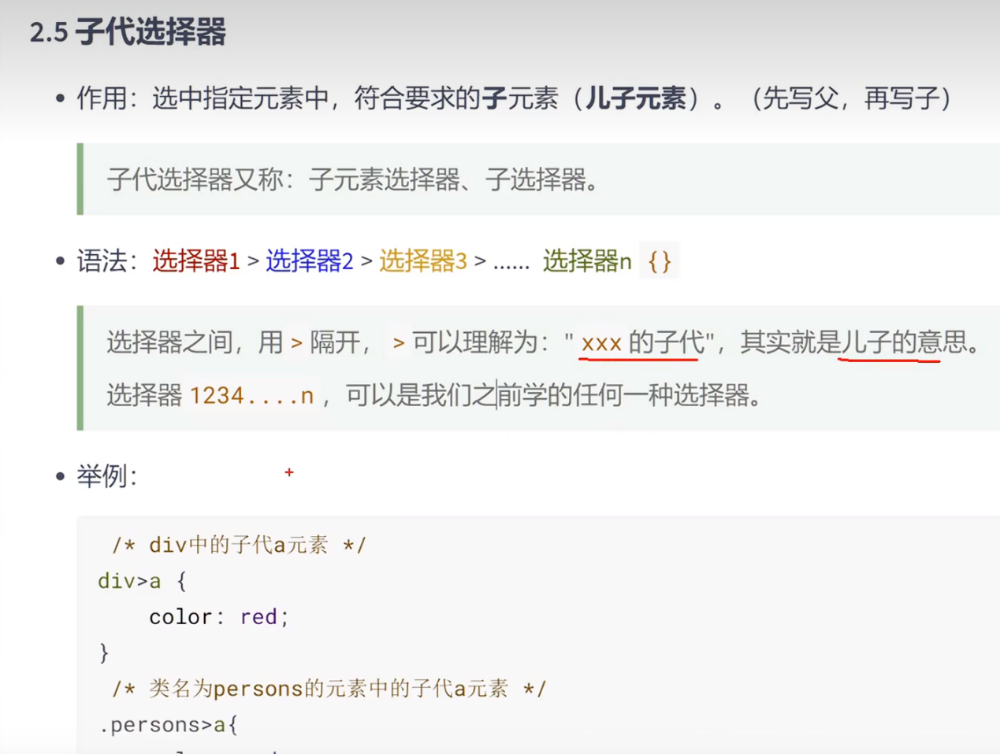 2.5 子代选择器
• 作用：选中指定元素中，符合要求的子元素（儿子元素）。（先写父，再写子）
子代选择器又称：子元素选择器、子选择器。
• 语法：选择器1 > 选择器2 > 选择器3 > ...... 选择器n {}
选择器之间，用 > 隔开， > 可以理解为：" xxx 的子代"，其实就是儿子的意思。
选择器 1234....n ，可以是我们之前学的任何一种选择器。
• 举例：
/* div中的子代a元素 */
div>a {
color: red;
}
/* 类名为persons的元素中的子代a元素 */
.persons>a{